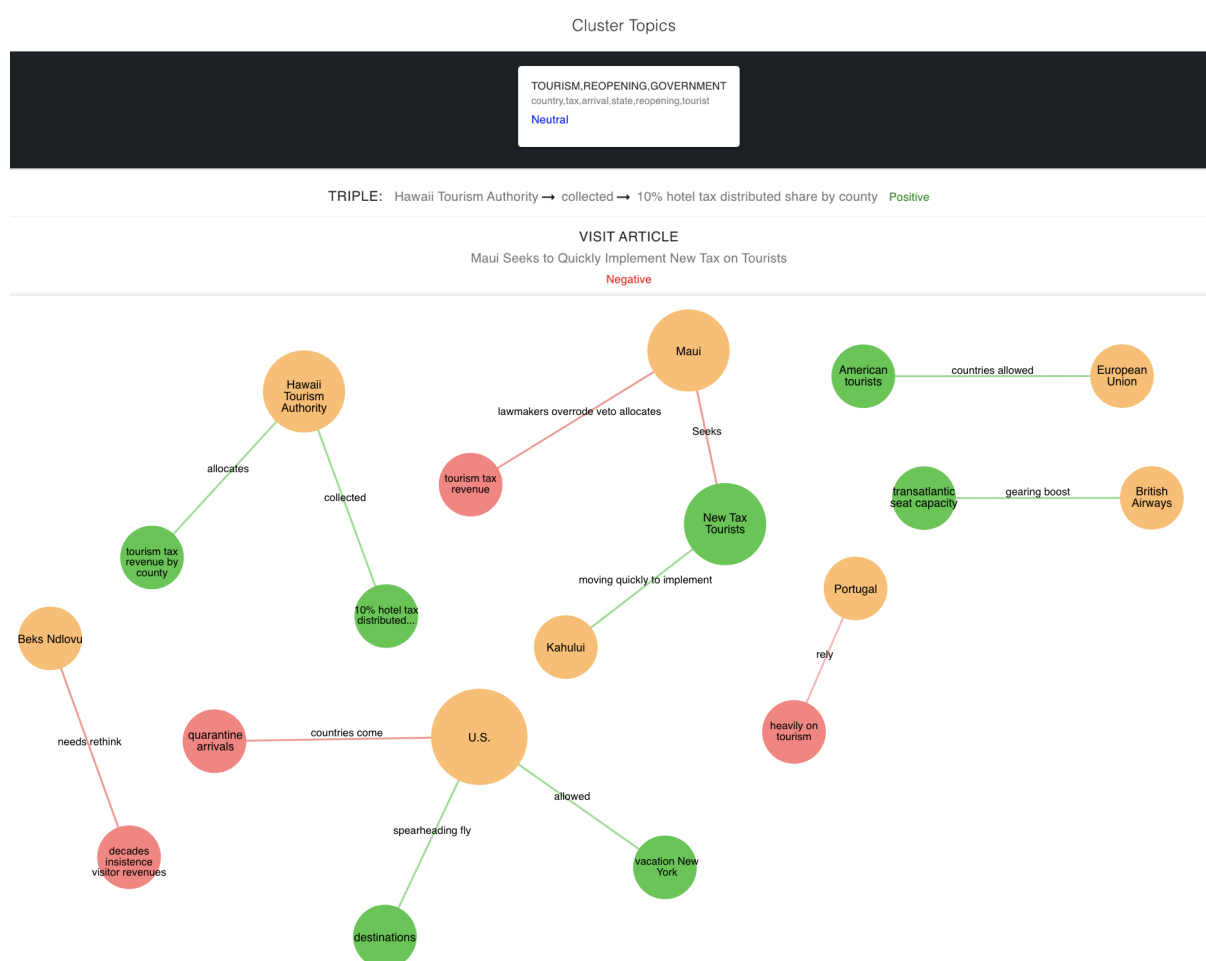 Cluster Topics
TOURISM,REOPENING,GOVERNMENT
country,tax,arrival,state,reopening,tourist
Neutral
TRIPLE: Hawaii Tourism Authority → collected → 10% hotel tax distributed share by county Positive
VISIT ARTICLE
Maui Seeks to Quickly Implement New Tax on Tourists
Negative
Hawaii
Tourism
Authority
allocates
collected
tourism tax
revenue by
county
10% hotel tax
distributed...
Maui
lawmakers overrode veto allocates
Seeks
tourism tax
revenue
New Tax
Tourists
moving quickly to implement
Kahului
American
tourists
countries allowed
European
Union
transatlantic
seat capacity
gearing boost
British
Airways
Portugal
rely
heavily on
tourism
Beks Ndlovu
needs rethink
decades
insistence
visitor revenues
quarantine
arrivals
countries come
U.S.
allowed
spearheading fly
vacation New
York
destinations